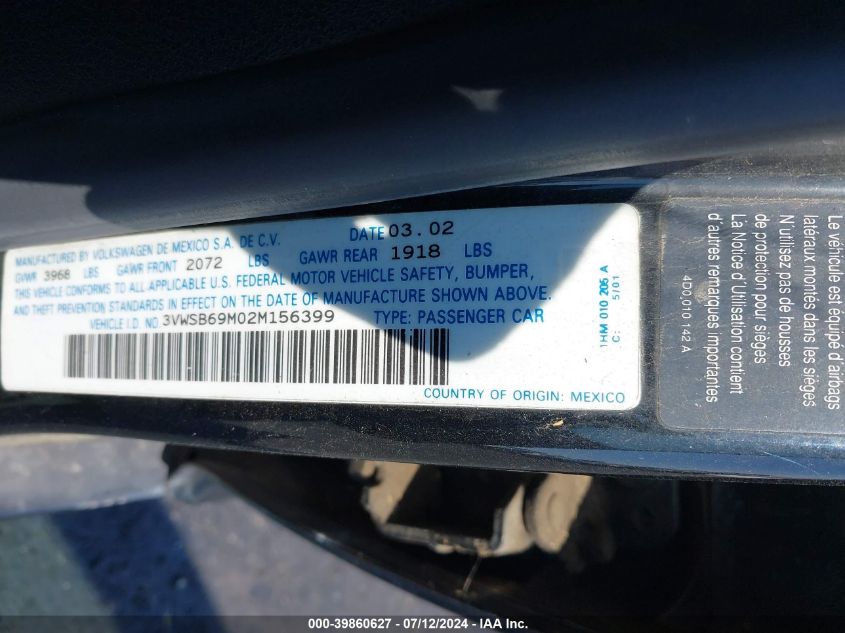 MANUFACTURED BY VOLKSWAGEN DE MEXICO S.A. DE C.V. DATE 03.02
GVWR 3968 LBS GAWR FRONT 2072 LBS GAWR REAR 1918 LBS
THIS VEHICLE CONFORMS TO ALL APPLICABLE U.S. FEDERAL MOTOR VEHICLE SAFETY, BUMPER,
AND THEFT PREVENTION STANDARDS IN EFFECT ON THE DATE OF MANUFACTURE SHOWN ABOVE.
VEHICLE I.D. NO. 3VWSB69M02M156399 TYPE: PASSENGER CAR
COUNTRY OF ORIGIN: MEXICO
1HM 010 205 A
C: 5/01
Le véhicule est équipé d'airbags
latéraux montés dans les sièges
N'utilisez pas de housses
de protection pour sièges
La Notice d'Utilisation contient
d'autres remarques importantes
4D0 010 142 A
000-39860627 - 07/12/2024 - IAA Inc.